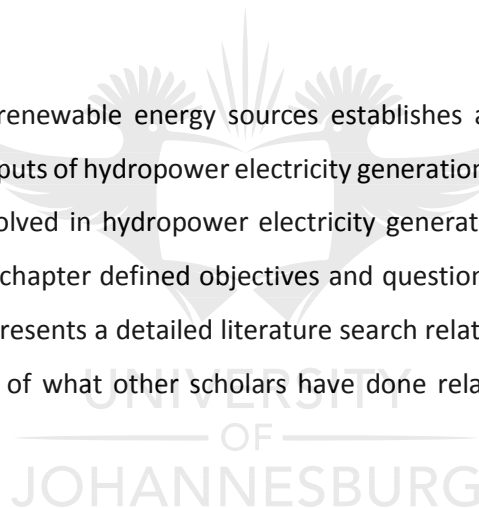 renewable energy sources establishes a
puts of hydropower electricity generation
olved in hydropower electricity generat
chapter defined objectives and question
resents a detailed literature search relat
of what other scholars have done rela
UNIVERSITY
OF
JOHANNESBURG